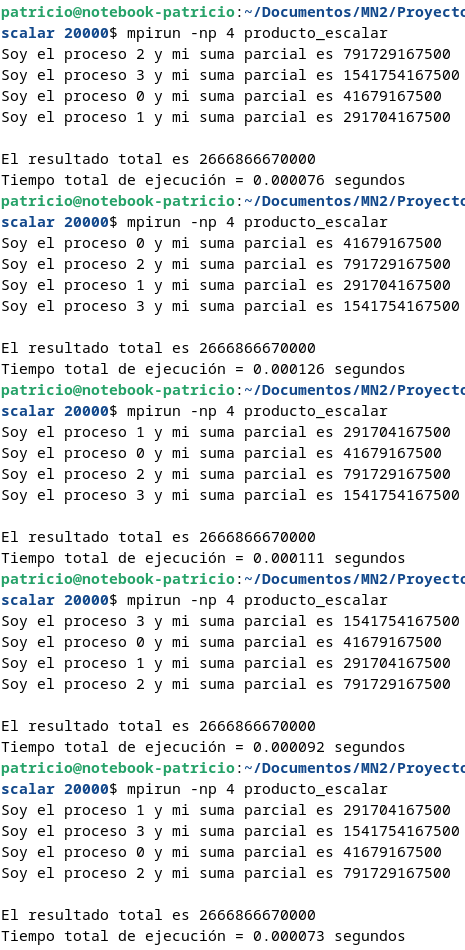 patricio@notebook-patricio:~/Documentos/MN2/Proyecto
scalar 20000$ mpirun -np 4 producto_escalar
Soy el proceso 2 y mi suma parcial es 791729167500
Soy el proceso 3 y mi suma parcial es 1541754167500
Soy el proceso 0 y mi suma parcial es 41679167500
Soy el proceso 1 y mi suma parcial es 291704167500

El resultado total es 2666866670000
Tiempo total de ejecución = 0.000076 segundos
patricio@notebook-patricio:~/Documentos/MN2/Proyecto
scalar 20000$ mpirun -np 4 producto_escalar
Soy el proceso 0 y mi suma parcial es 41679167500
Soy el proceso 2 y mi suma parcial es 791729167500
Soy el proceso 1 y mi suma parcial es 291704167500
Soy el proceso 3 y mi suma parcial es 1541754167500

El resultado total es 2666866670000
Tiempo total de ejecución = 0.000126 segundos
patricio@notebook-patricio:~/Documentos/MN2/Proyecto
scalar 20000$ mpirun -np 4 producto_escalar
Soy el proceso 1 y mi suma parcial es 291704167500
Soy el proceso 0 y mi suma parcial es 41679167500
Soy el proceso 2 y mi suma parcial es 791729167500
Soy el proceso 3 y mi suma parcial es 1541754167500

El resultado total es 2666866670000
Tiempo total de ejecución = 0.000111 segundos
patricio@notebook-patricio:~/Documentos/MN2/Proyecto
scalar 20000$ mpirun -np 4 producto_escalar
Soy el proceso 3 y mi suma parcial es 1541754167500
Soy el proceso 0 y mi suma parcial es 41679167500
Soy el proceso 1 y mi suma parcial es 291704167500
Soy el proceso 2 y mi suma parcial es 791729167500

El resultado total es 2666866670000
Tiempo total de ejecución = 0.000092 segundos
patricio@notebook-patricio:~/Documentos/MN2/Proyecto
scalar 20000$ mpirun -np 4 producto_escalar
Soy el proceso 1 y mi suma parcial es 291704167500
Soy el proceso 3 y mi suma parcial es 1541754167500
Soy el proceso 0 y mi suma parcial es 41679167500
Soy el proceso 2 y mi suma parcial es 791729167500

El resultado total es 2666866670000
Tiempo total de ejecución = 0.000073 segundos